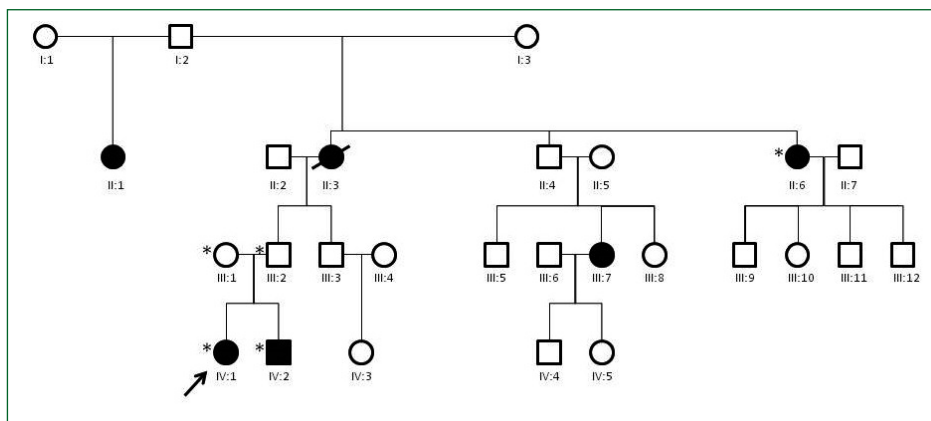 I:1 I:2 I:3
* II:1 II:2 II:3 II:4 II:5 II:6 II:7
* * III:1 III:2 III:3 III:4 III:5 III:6 III:7 III:8 III:9 III:10 III:11 III:12
* * IV:1 IV:2 IV:3 IV:4 IV:5